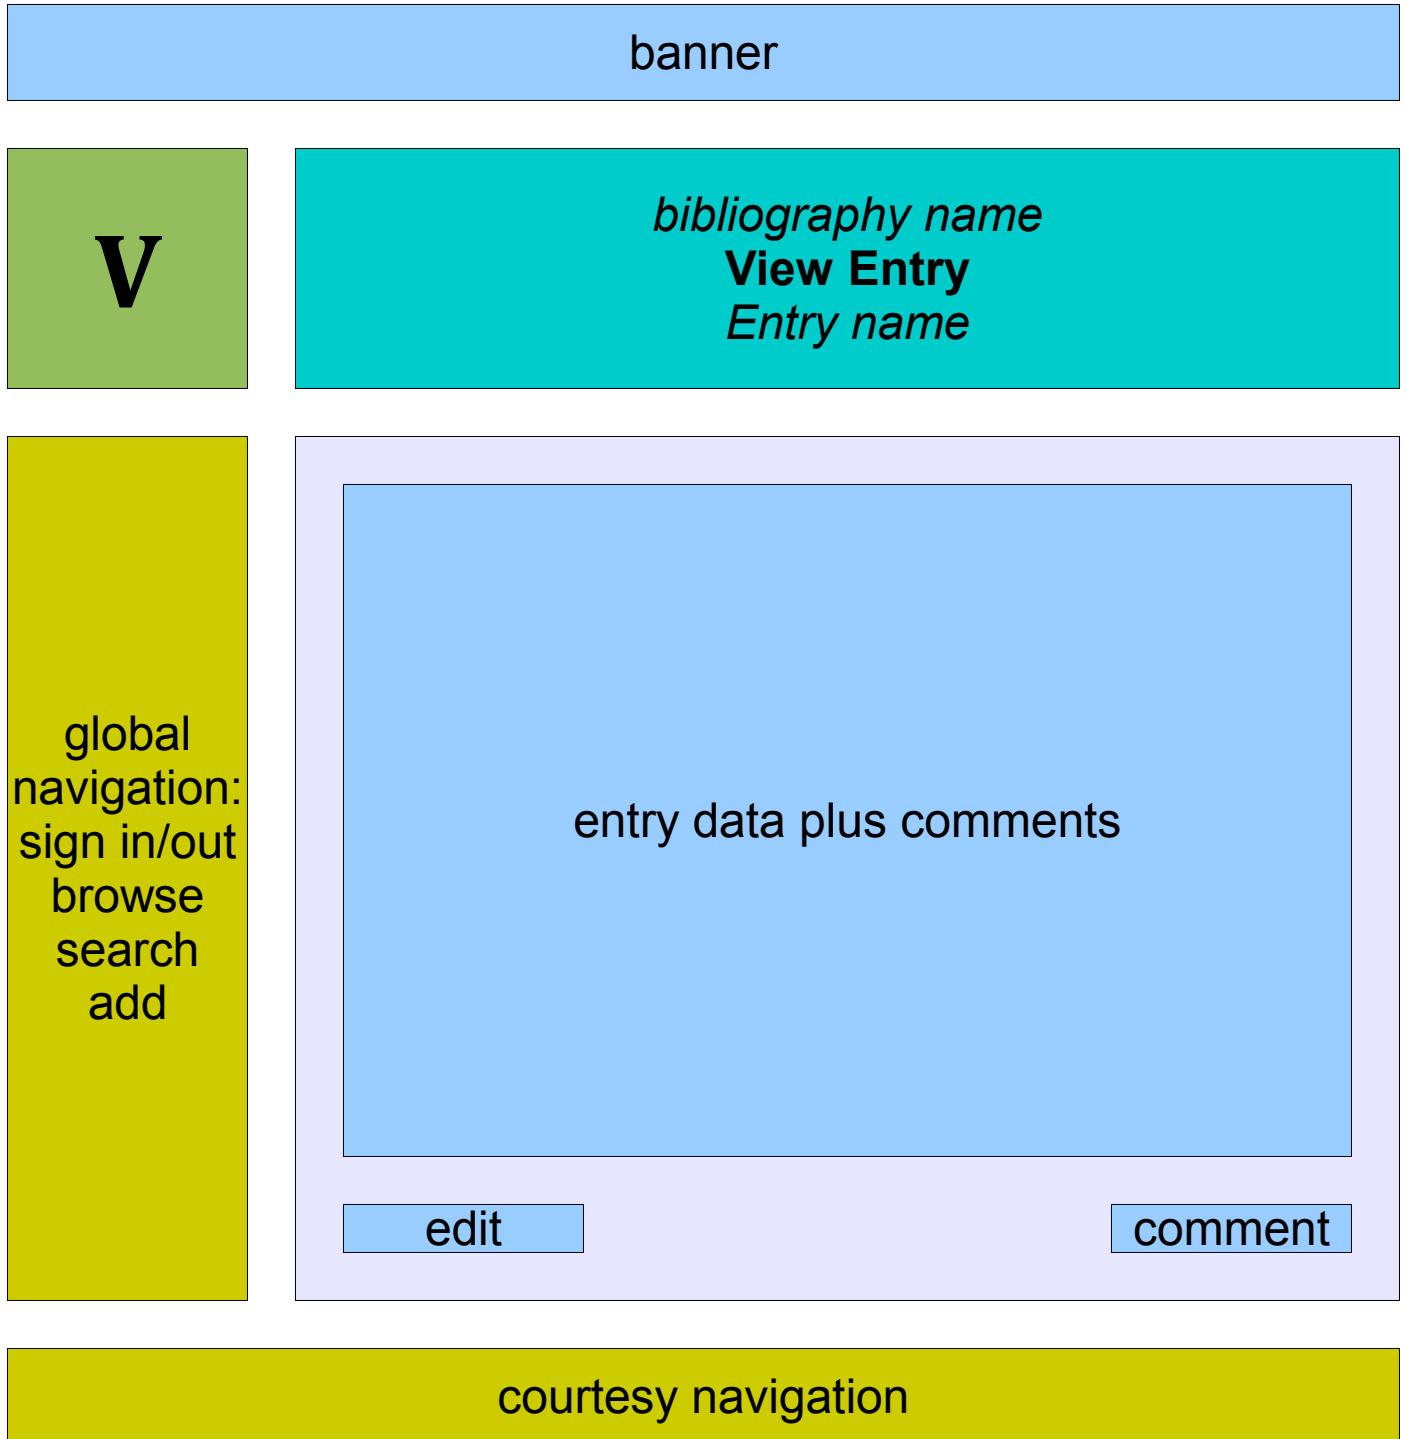 banner
V
bibliography name
View Entry
Entry name
global
navigation:
sign in/out
browse
search
add
entry data plus comments
edit
comment
courtesy navigation